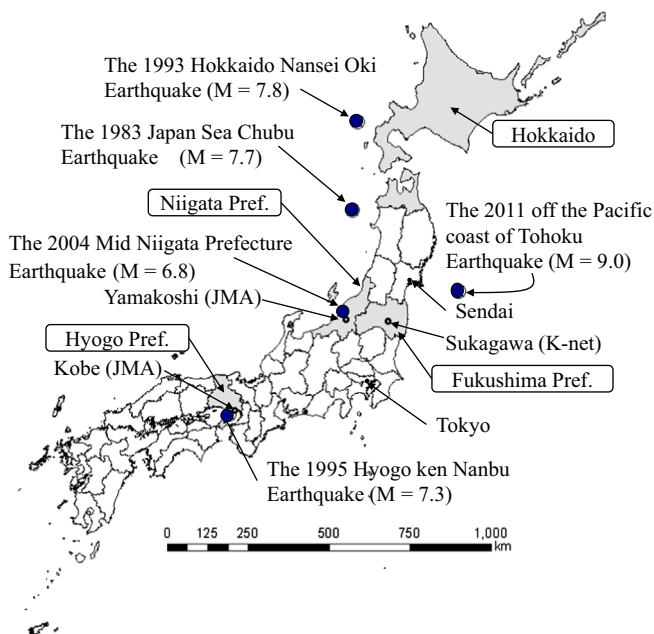 The 1993 Hokkaido Nansei Oki
Earthquake (M = 7.8)
The 1983 Japan Sea Chubu
Earthquake (M = 7.7)
Hokkaido
Niigata Pref.
The 2011 off the Pacific
coast of Tohoku
Earthquake (M = 9.0)
The 2004 Mid Niigata Prefecture
Earthquake (M = 6.8)
Yamakoshi (JMA)
Sendai
Hyogo Pref.
Sukagawa (K-net)
Kobe (JMA)
Fukushima Pref.
Tokyo
The 1995 Hyogo ken Nanbu
Earthquake (M = 7.3)
0 125 250 500 750 1,000
km